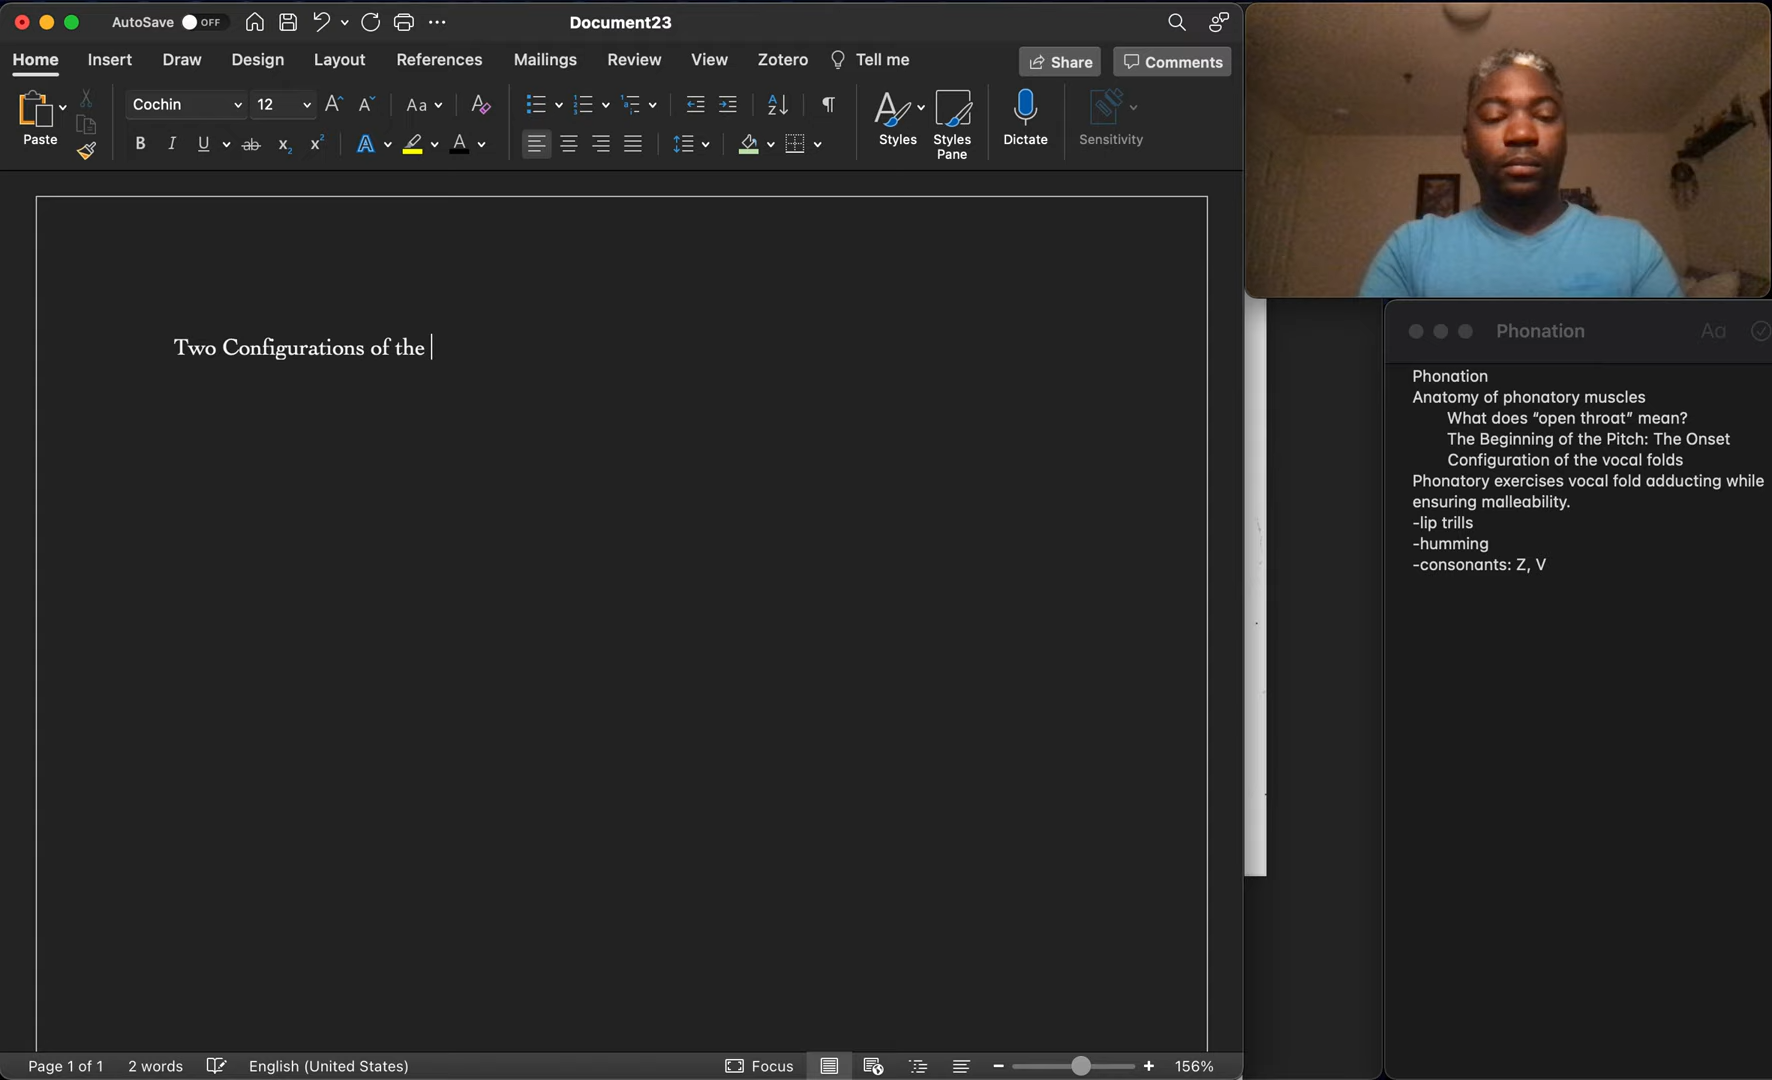 AutoSave OFF
Document23
Home Insert Draw Design Layout References Mailings Review View Zotero Tell me Share Comments
Paste Cochin 12 Aa Styles Styles Pane Dictate Sensitivity
B I U ab x2 x2 A A
Two Configurations of the
Phonation Aa
Phonation
Anatomy of phonatory muscles
What does “open throat” mean?
The Beginning of the Pitch: The Onset
Configuration of the vocal folds
Phonatory exercises vocal fold adducting while
ensuring malleability.
-lip trills
-humming
-consonants: Z, V
Page 1 of 1 2 words English (United States) Focus 156%